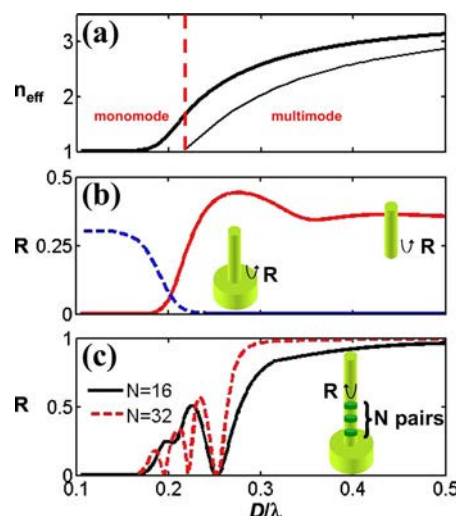 (a)
3
n_eff
monomode
multimode
2
1
0.5
(b)
R
0.25
R
R
0
1
(c)
R
0.5
N=16
N=32
R
N pairs
0
0.1
0.2
0.3
0.4
0.5
D/λ